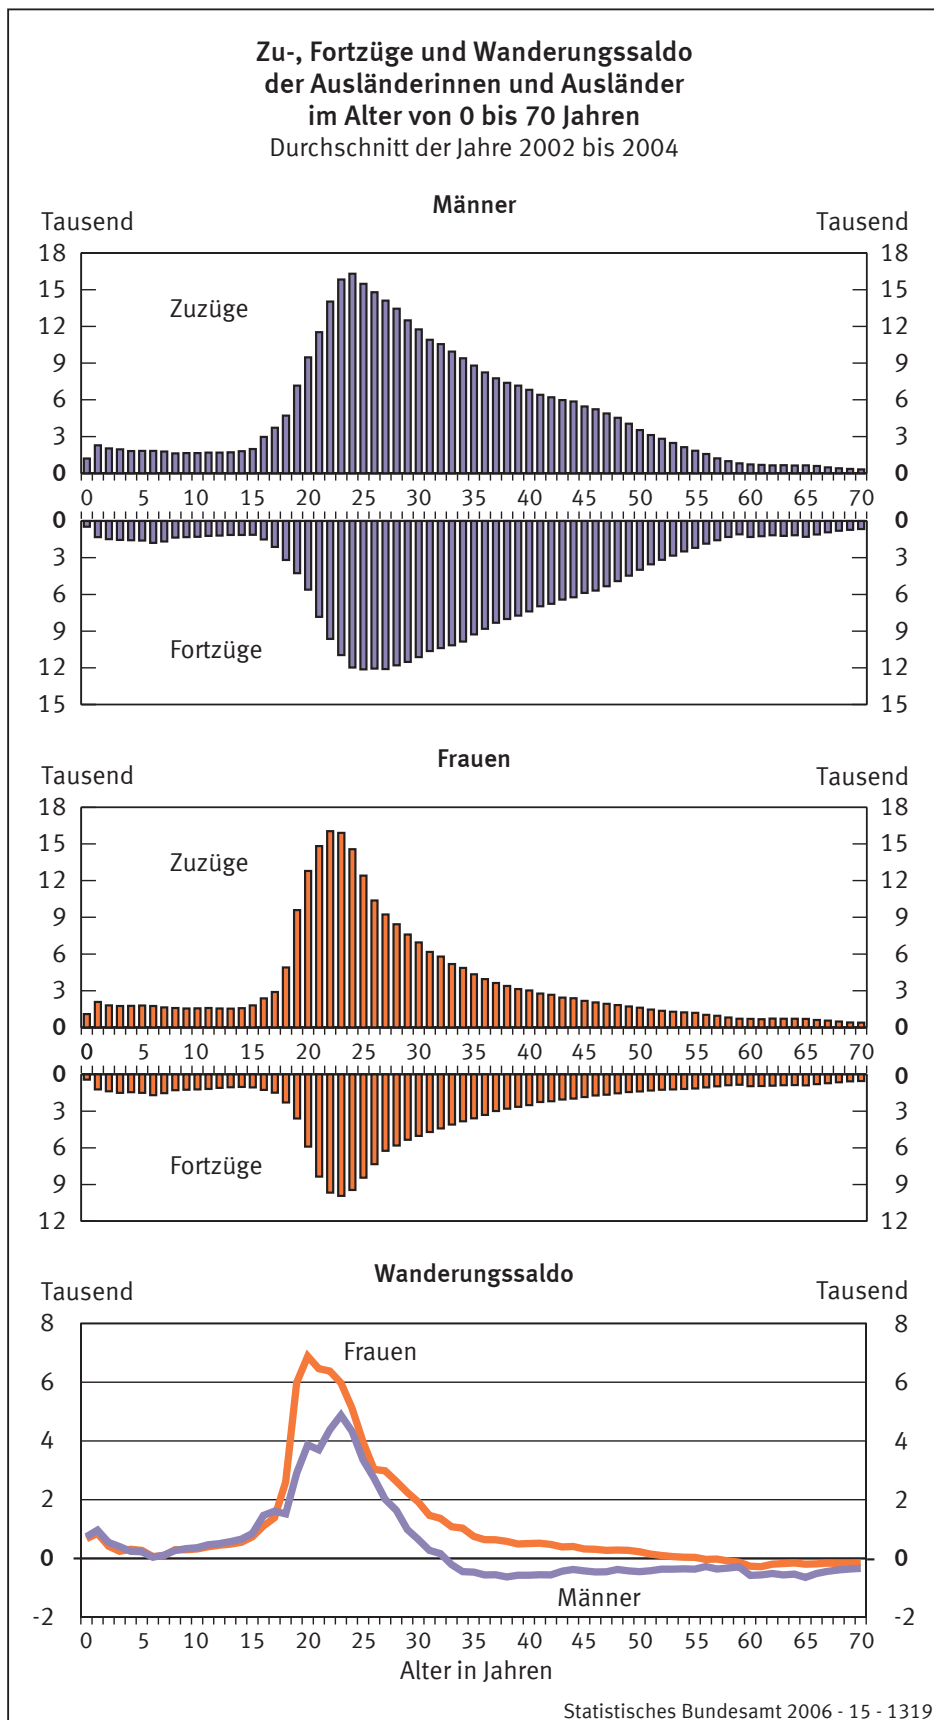 Zu-, Fortzüge und Wanderungssaldo
der Ausländerinnen und Ausländer
im Alter von 0 bis 70 Jahren
Durchschnitt der Jahre 2002 bis 2004
Männer
Tausend Tausend
18 18
15 15
Zuzüge
12 12
9 9
6 6
3 3
0 0
0 5 10 15 20 25 30 35 40 45 50 55 60 65 70
0 0
3 3
6 6
9 9
Fortzüge
12 12
15 15
Frauen
Tausend Tausend
18 18
15 15
Zuzüge
12 12
9 9
6 6
3 3
0 0
0 5 10 15 20 25 30 35 40 45 50 55 60 65 70
0 0
3 3
6 6
Fortzüge
9 9
12 12
Wanderungssaldo
Tausend Tausend
8 8
Frauen
6 6
4 4
2 2
0 0
Männer
-2 -2
0 5 10 15 20 25 30 35 40 45 50 55 60 65 70
Alter in Jahren
Statistisches Bundesamt 2006 - 15 - 1319